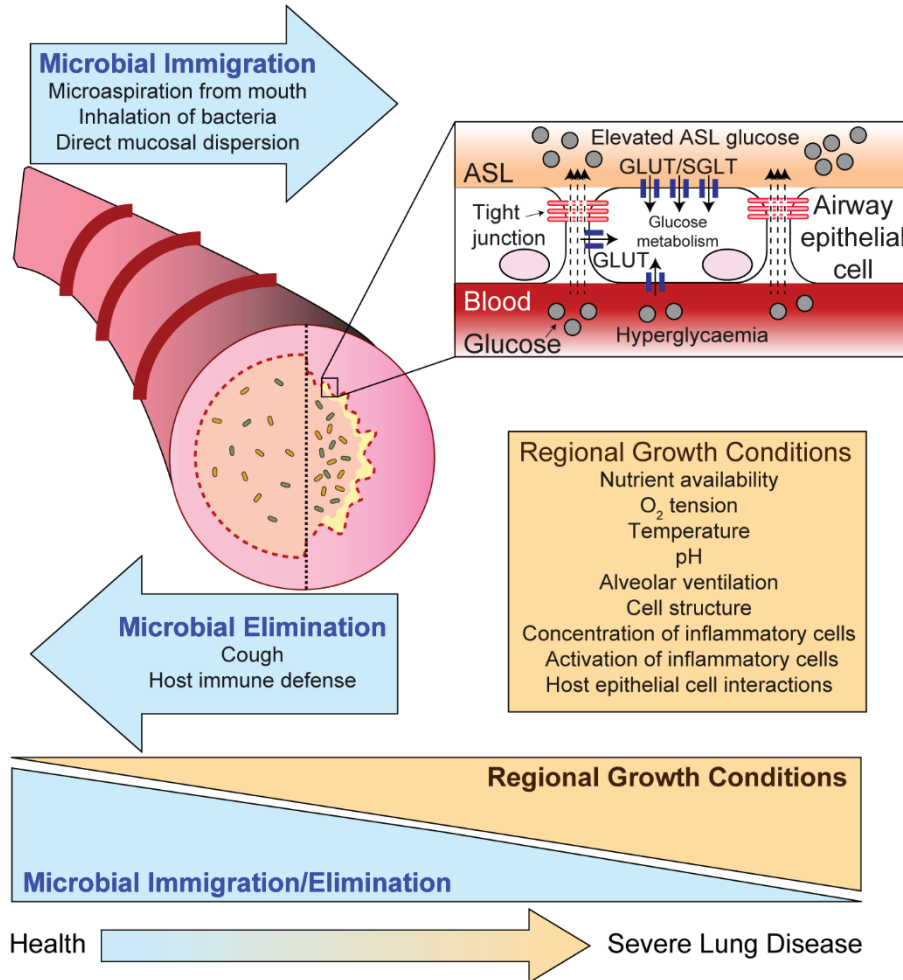 Microbial Immigration
Microaspiration from mouth
Inhalation of bacteria
Direct mucosal dispersion
Elevated ASL glucose
ASL
GLUT/SGLT
Tight
junction
Glucose
metabolism
GLUT
Airway
epithelial
cell
Blood
Glucose
Hyperglycaemia
Regional Growth Conditions
Nutrient availability
O₂ tension
Temperature
pH
Alveolar ventilation
Cell structure
Concentration of inflammatory cells
Activation of inflammatory cells
Host epithelial cell interactions
Microbial Elimination
Cough
Host immune defense
Regional Growth Conditions
Microbial Immigration/Elimination
Health
Severe Lung Disease